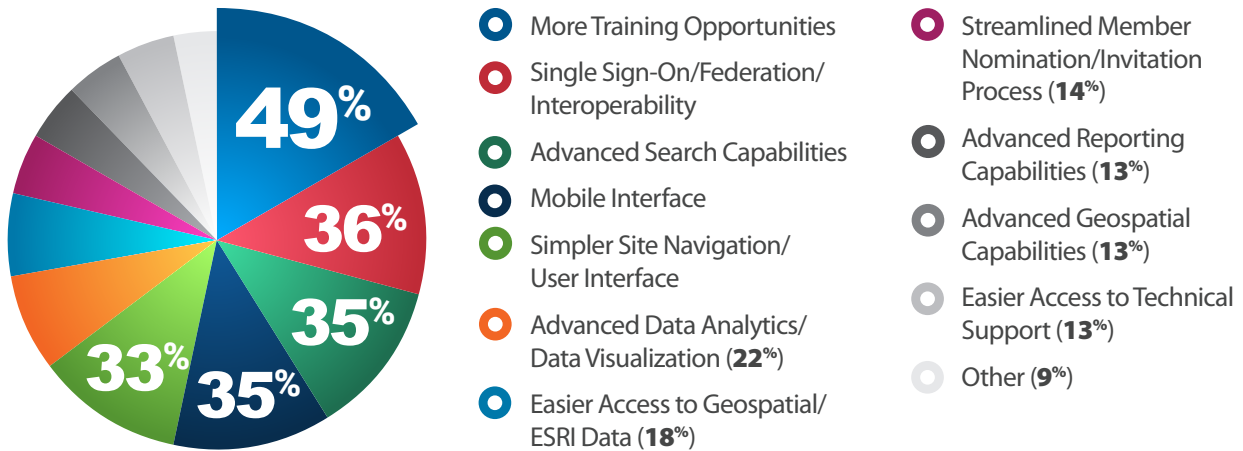 49%
36%
35%
35%
33%
More Training Opportunities
Single Sign-On/Federation/
Interoperability
Advanced Search Capabilities
Mobile Interface
Simpler Site Navigation/
User Interface
Advanced Data Analytics/
Data Visualization (22%)
Easier Access to Geospatial/
ESRI Data (18%)
Streamlined Member
Nomination/Invitation
Process (14%)
Advanced Reporting
Capabilities (13%)
Advanced Geospatial
Capabilities (13%)
Easier Access to Technical
Support (13%)
Other (9%)